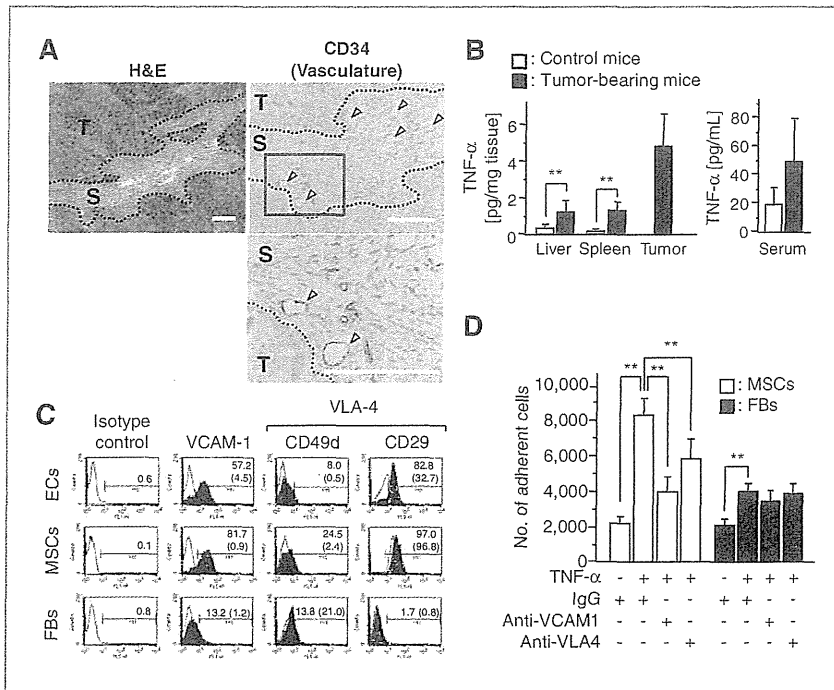 A
H&E
CD34
(Vasculature)
T
S
T
S
S
T
B
: Control mice
: Tumor-bearing mice
TNF-α
[pg/mg tissue]
6
4
2
0
**
**
Liver Spleen Tumor
TNF-α [pg/mL]
80
60
40
20
0
Serum
C
Isotype
control
VCAM-1
VLA-4
CD49d
CD29
ECs
0.6
57.2
(4.5)
8.0
(0.5)
82.8
(32.7)
MSCs
0.1
81.7
(0.9)
24.5
(2.4)
97.0
(96.8)
FBs
0.8
13.2 (1.2)
13.8 (21.0)
1.7 (0.8)
D
: MSCs
: FBs
No. of adherent cells
10,000
8,000
6,000
4,000
2,000
0
**
**
**
**
TNF-α - + + + - + + +
IgG + + + +
Anti-VCAM1 + +
Anti-VLA4 + +